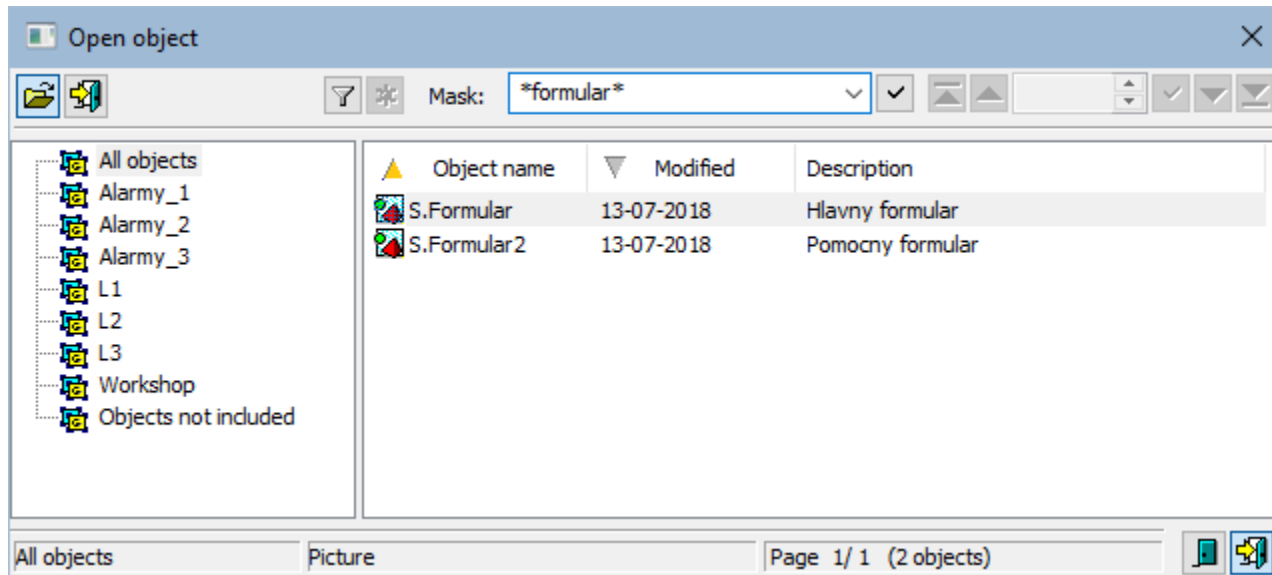 Open object
Mask: *formular*
All objects
Alarmy_1
Alarmy_2
Alarmy_3
L1
L2
L3
Workshop
Objects not included
Object name Modified Description
S.Formular 13-07-2018 Hlavny formular
S.Formular2 13-07-2018 Pomocny formular
All objects Picture Page 1/ 1 (2 objects)